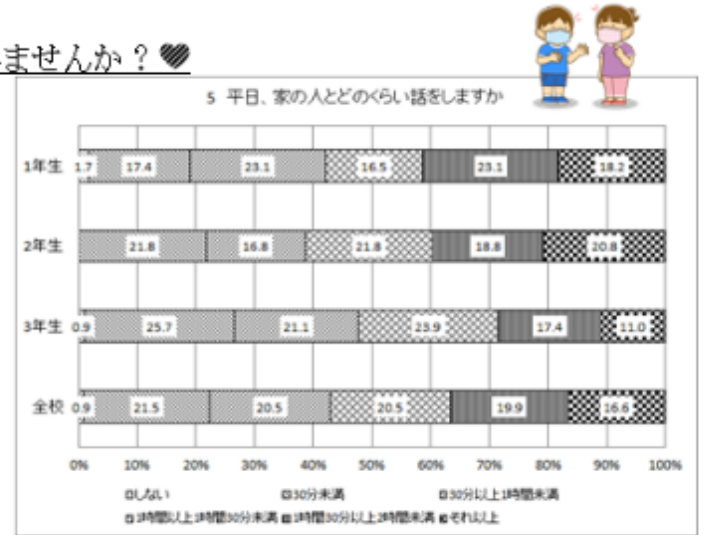 ませんか？♥
5 平日、家の人とどのくらい話をしますか
1年生 1.7 17.4 23.1 16.5 23.1 18.2
2年生 21.8 16.8 21.8 18.8 20.8
3年生 0.9 25.7 21.1 23.9 17.4 11.0
全校 0.9 21.5 20.5 20.5 19.9 16.6
0% 10% 20% 30% 40% 50% 60% 70% 80% 90% 100%
しない 30分未満 30分以上1時間未満
1時間以上1時間30分未満 1時間30分以上2時間未満 それ以上